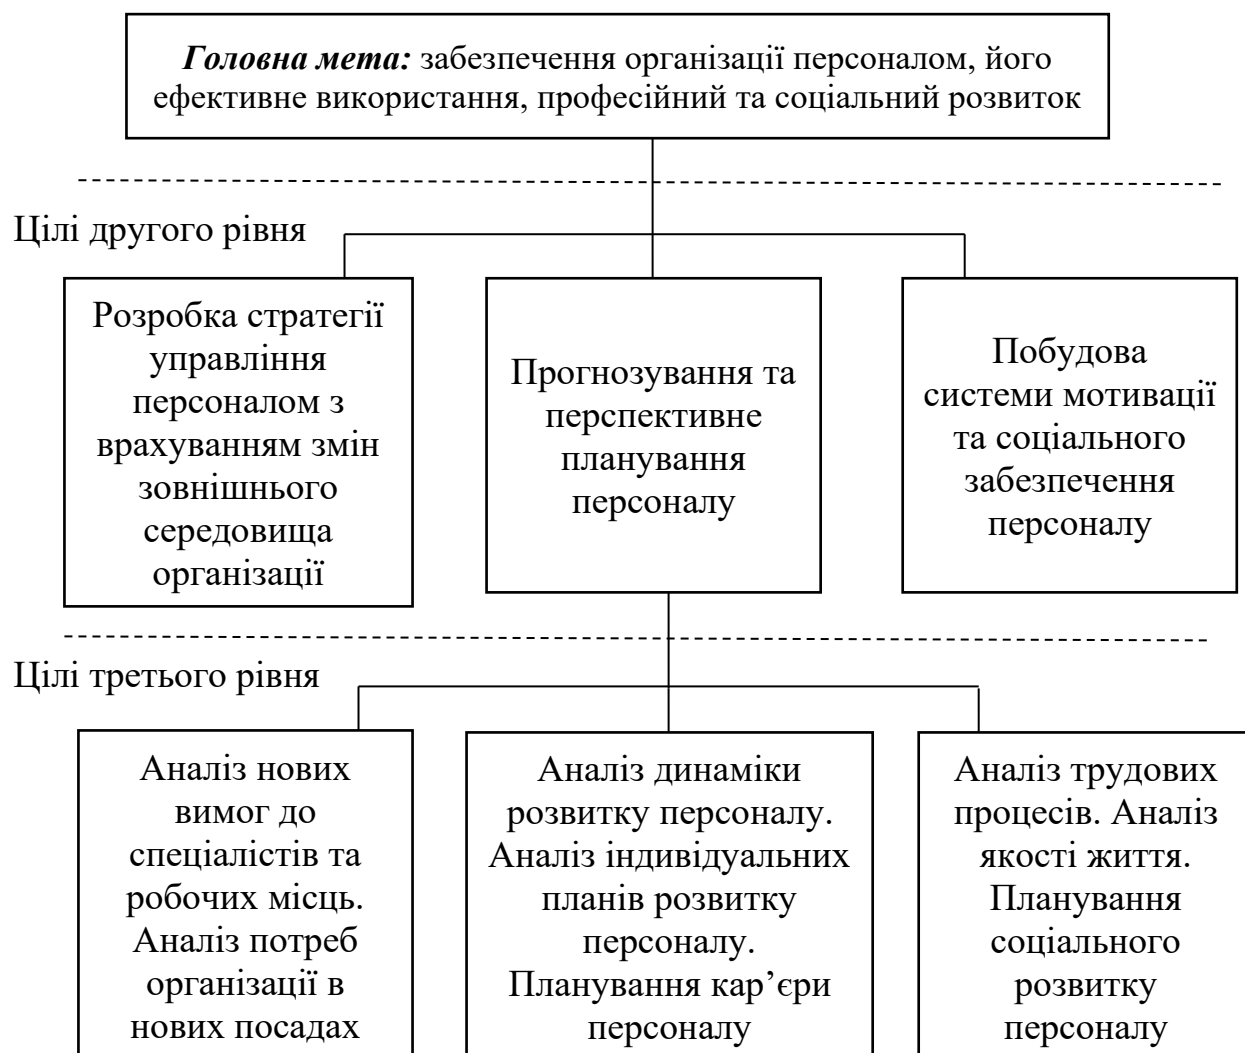 Головна мета: забезпечення організації персоналом, його
ефективне використання, професійний та соціальний розвиток
Цілі другого рівня
Розробка стратегії
управління
персоналом з
врахуванням змін
зовнішнього
середовища
організації
Прогнозування та
перспективне
планування
персоналу
Побудова
системи мотивації
та соціального
забезпечення
персоналу
Цілі третього рівня
Аналіз нових
вимог до
спеціалістів та
робочих місць.
Аналіз потреб
організації в
нових посадах
Аналіз динаміки
розвитку персоналу.
Аналіз індивідуальних
планів розвитку
персоналу.
Планування кар’єри
персоналу
Аналіз трудових
процесів. Аналіз
якості життя.
Планування
соціального
розвитку
персоналу